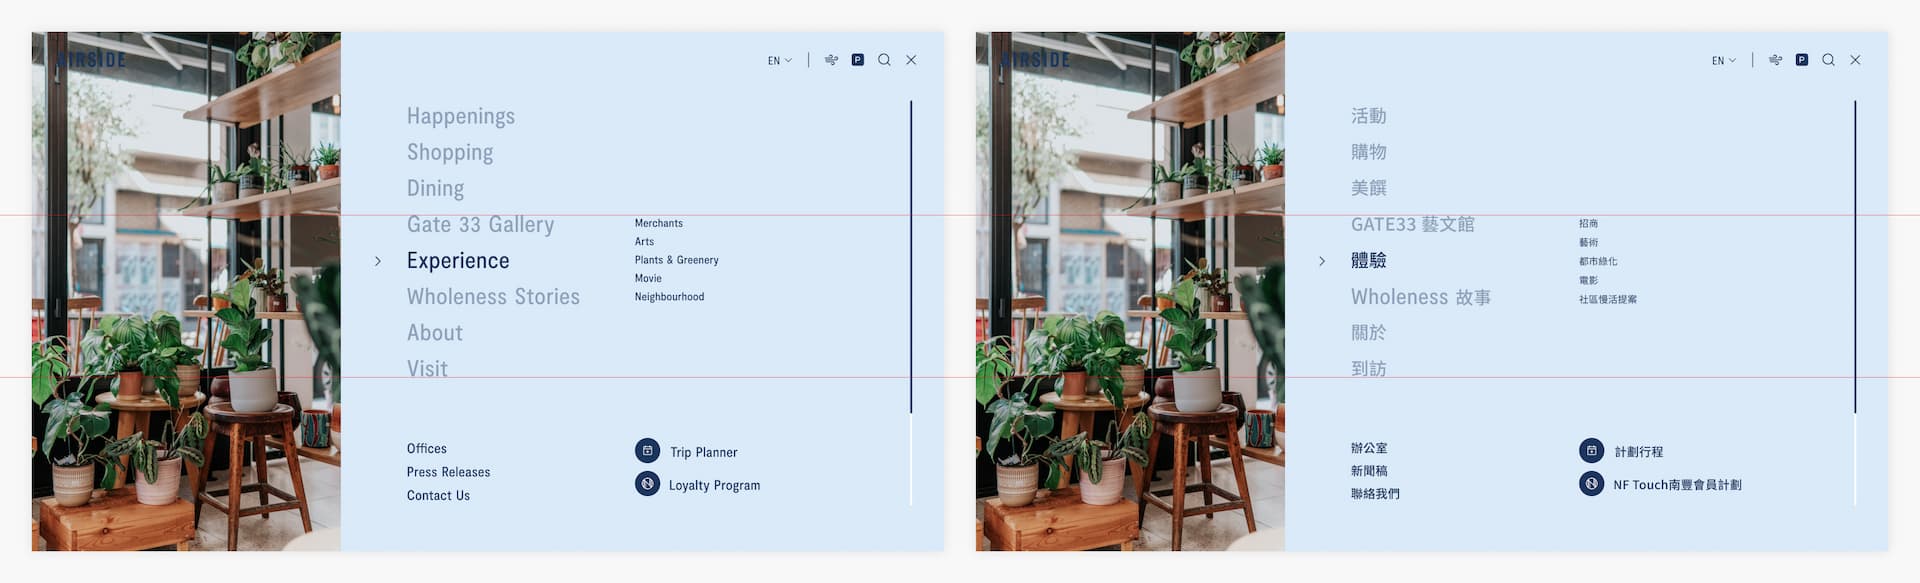 AIRSIDE
EN
P
Happenings
Shopping
Dining
Gate 33 Gallery
Experience
Wholeness Stories
About
Visit
Merchants
Arts
Plants & Greenery
Movie
Neighbourhood
Offices
Press Releases
Contact Us
Trip Planner
Loyalty Program
AIRSIDE
EN
P
活動
購物
美饌
GATE33 藝文館
體驗
Wholeness 故事
關於
到訪
招商
藝術
都市綠化
電影
社區慢活提案
辦公室
新聞稿
聯絡我們
計劃行程
NF Touch南豐會員計劃